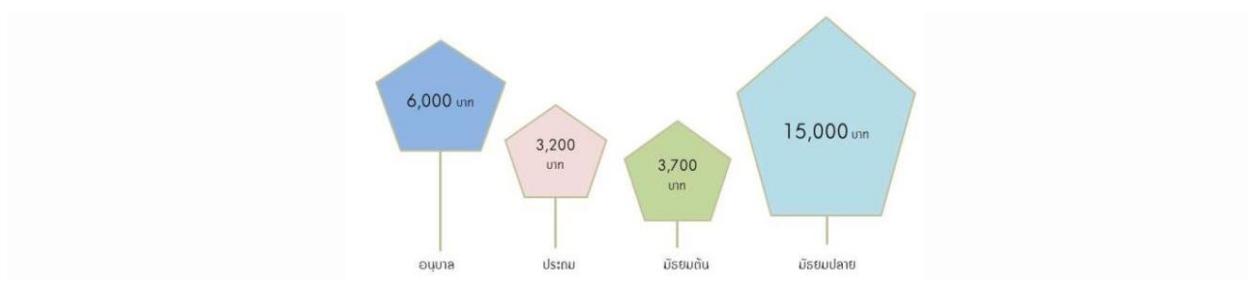 6,000 บาท
3,200
บาท
3,700
บาท
15,000 บาท
อนุบาล
ประถม
มัธยมต้น
มัธยมปลาย